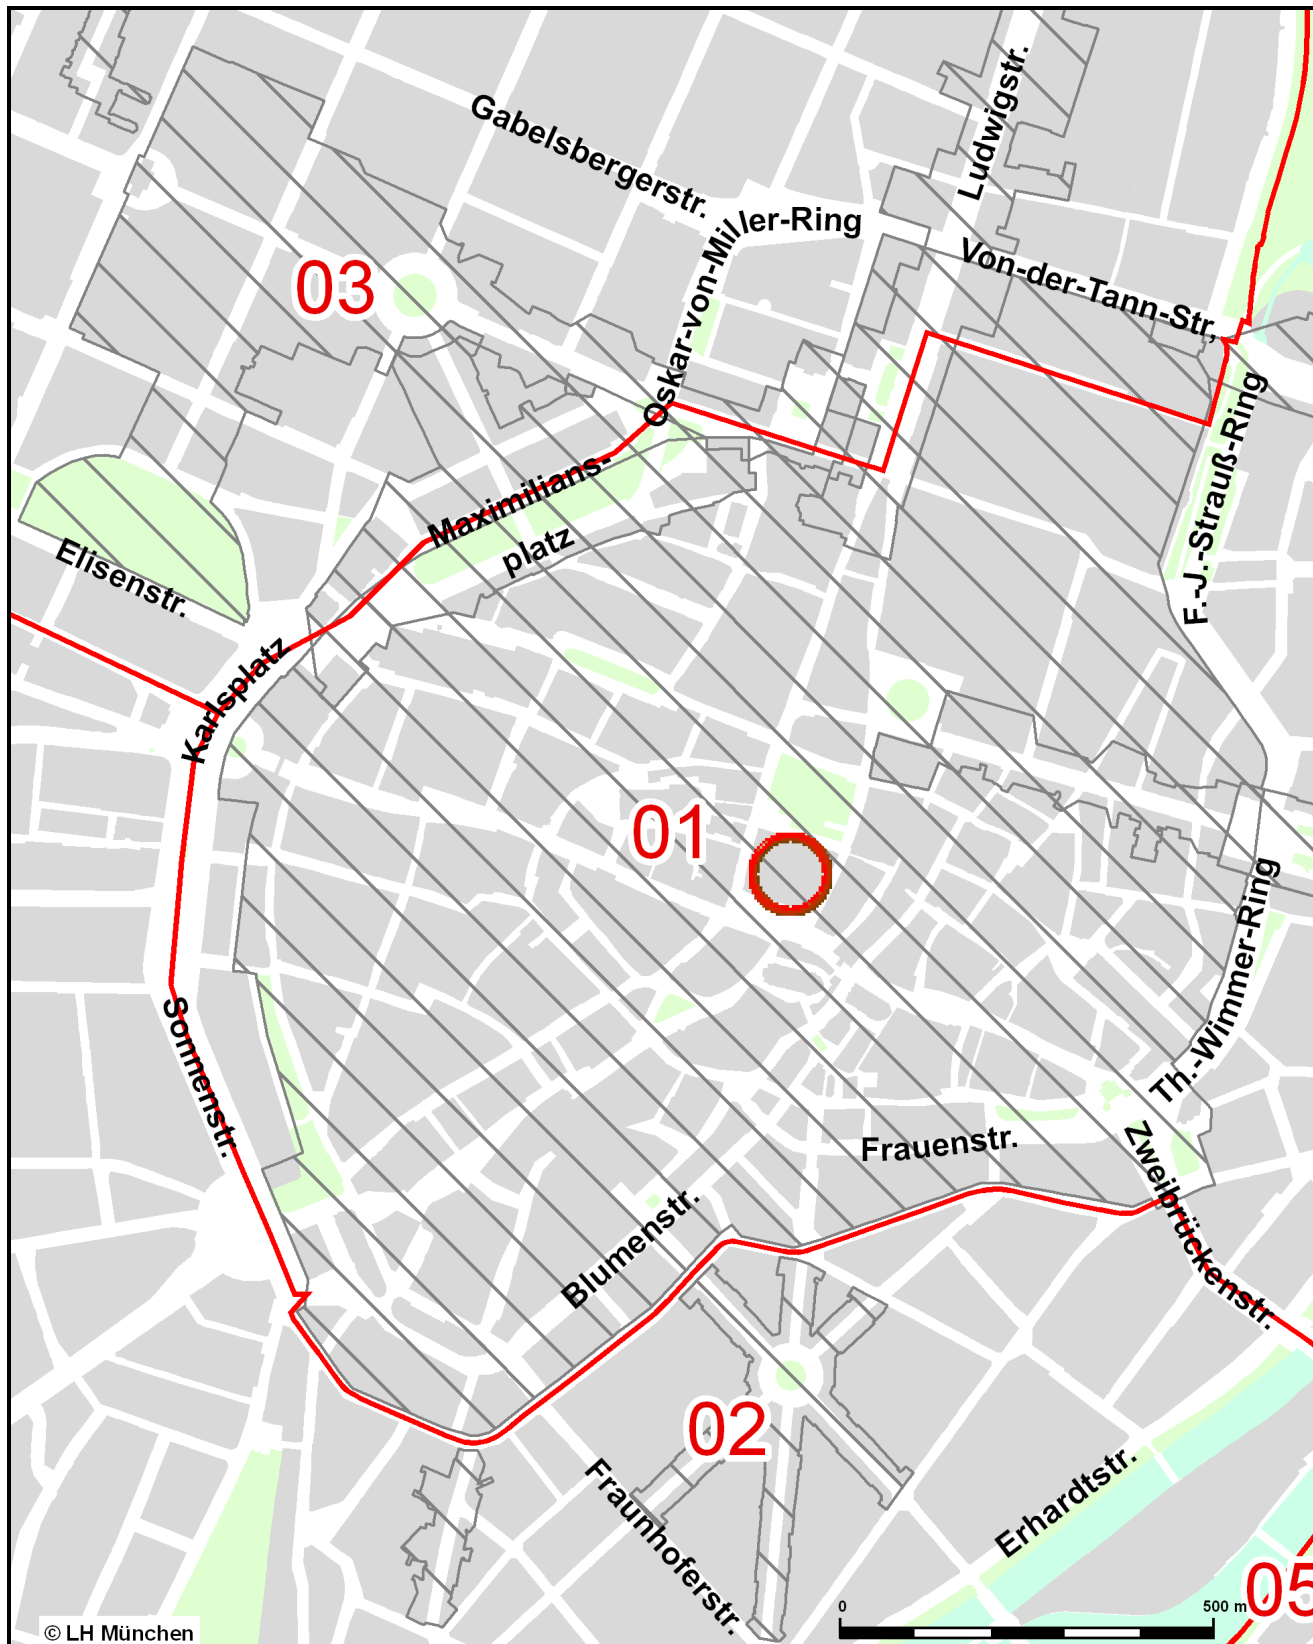 Ludwigstr.
Gabelsbergerstr.
Oskar-von-Miller-Ring
Von-der-Tann-Str,
03
F.-J.-Strauß-Ring
Maximilians-
platz
Elisenstr.
Karlsplatz
01
Th.-Wimmer-Ring
Sonnenstr.
Frauenstr.
Zweibrückenstr.
Blumenstr.
02
Erhardtstr.
Fraunhoferstr.
05
0 500 m
© LH München